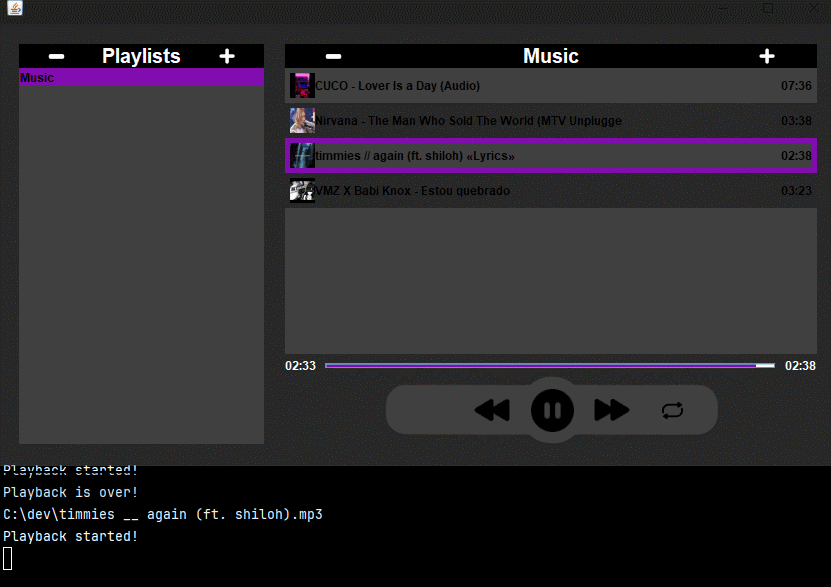 Playlists
Music
Music
CUCO - Lover Is a Day (Audio) 07:36
Nirvana - The Man Who Sold The World (MTV Unplugge 03:38
timmies // again (ft. shiloh) «Lyrics» 02:38
VMZ X Babi Knox - Estou quebrado 03:23
02:33 02:38
Playback started!
Playback is over!
C:\dev\timmies __ again (ft. shiloh).mp3
Playback started!